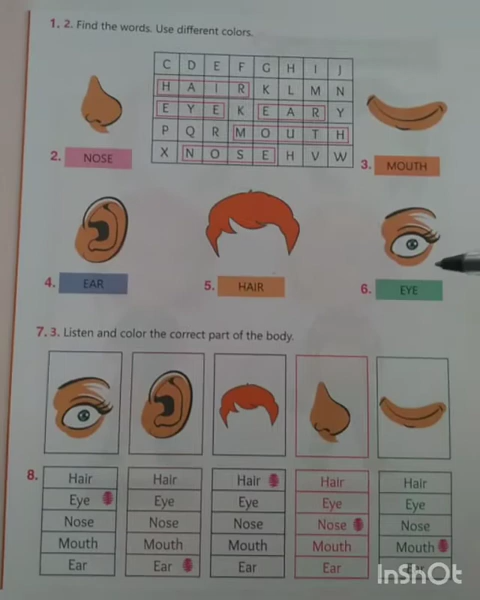 1. 2. Find the words. Use different colors.
C D E F G H I J
H A I R K L M N
E Y E K E A R Y
P Q R M O U T H
X N O S E H V W
2. NOSE
3. MOUTH
4. EAR
5. HAIR
6. EYE
7. 3. Listen and color the correct part of the body.
8.
Hair Hair Hair Hair Hair
Eye Eye Eye Eye Eye
Nose Nose Nose Nose Nose
Mouth Mouth Mouth Mouth Mouth
Ear Ear Ear Ear Ear
InShOt